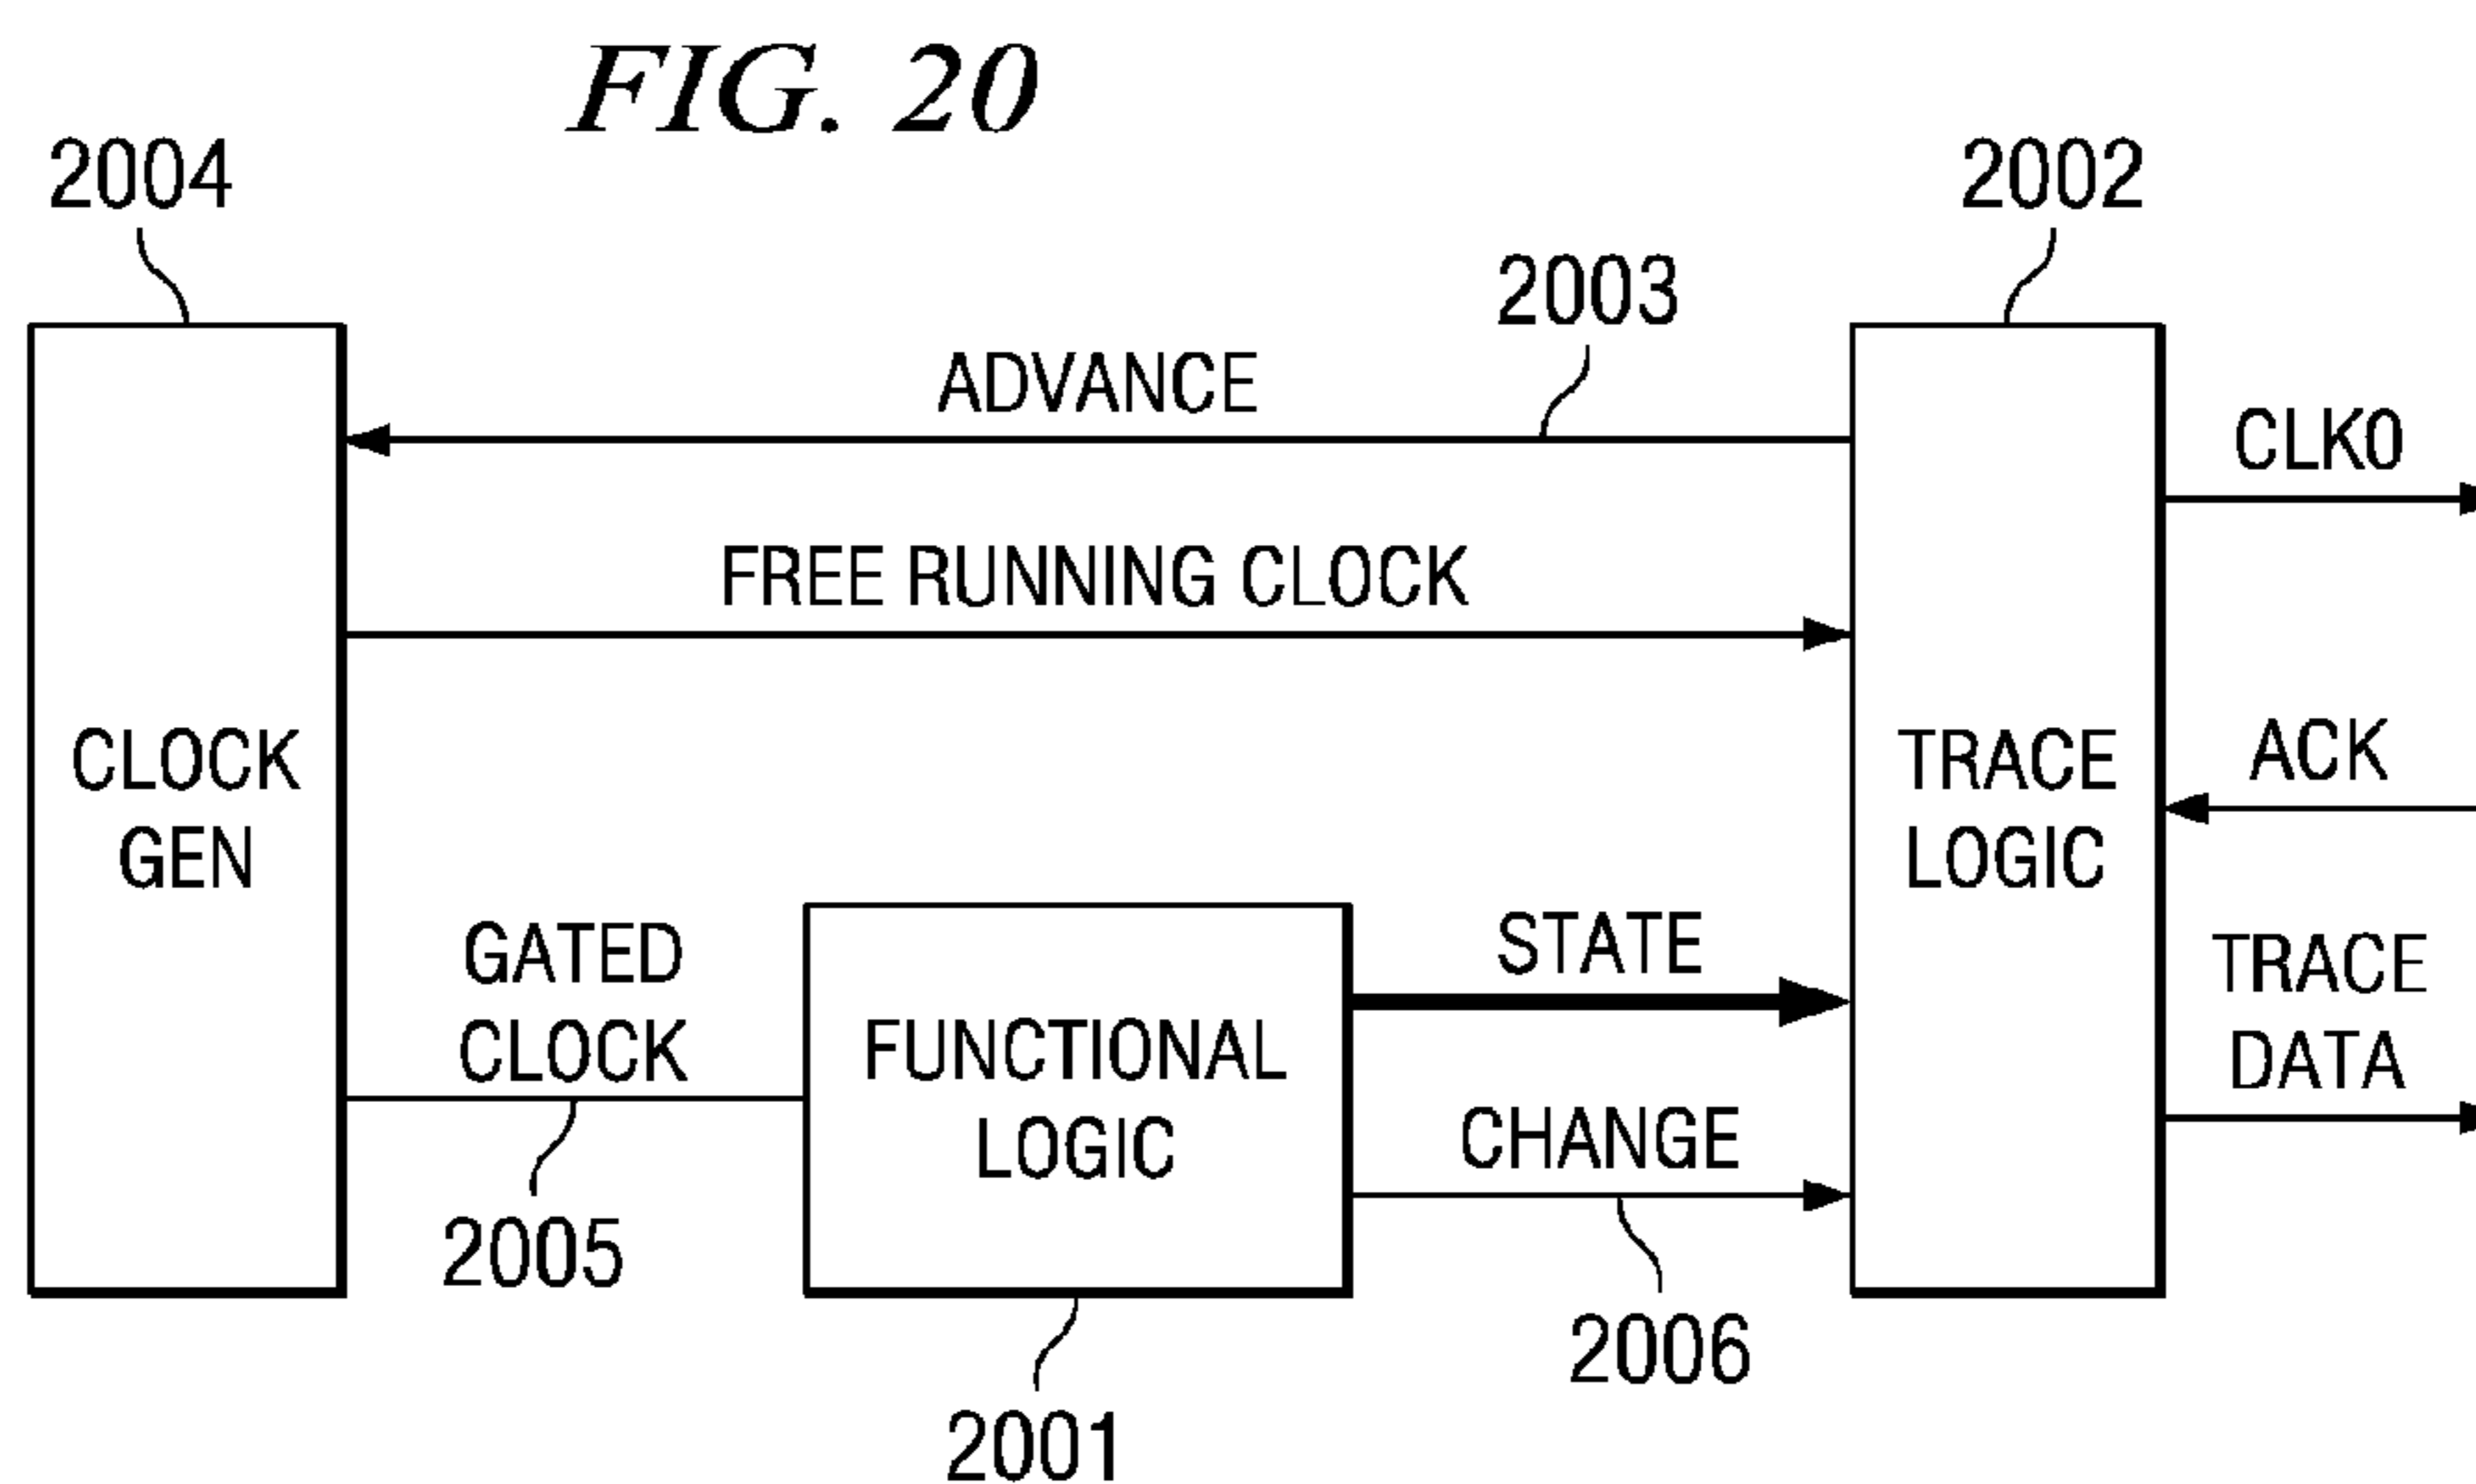 FIG. 20
2004
2002
2003
ADVANCE
CLK0
FREE RUNNING CLOCK
CLOCK
GEN
TRACE
LOGIC
ACK
GATED
CLOCK
STATE
TRACE
DATA
FUNCTIONAL
LOGIC
CHANGE
2005
2006
2001